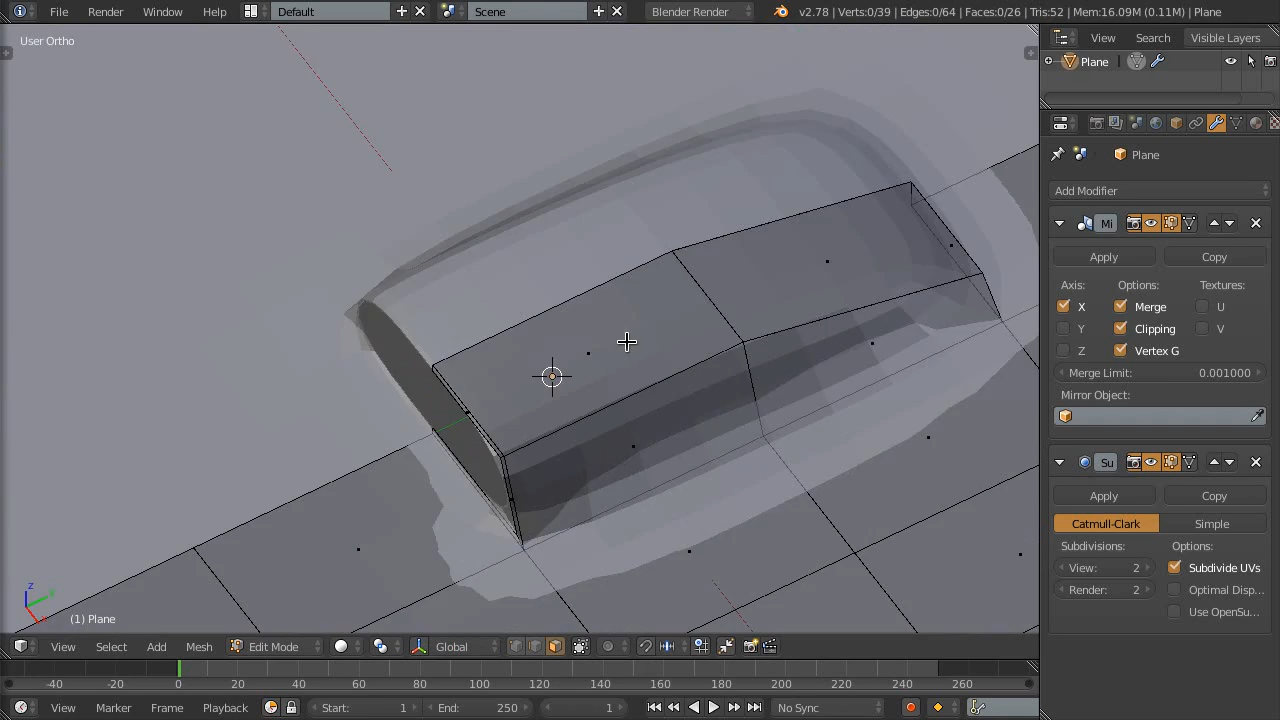 File Render Window Help Default Scene Blender Render v2.78 | Verts:0/39 | Edges:0/64 | Faces:0/26 | Tris:52 | Mem:16.09M (0.11M) | Plane
User Ortho
View Search Visible Layers
Plane
Plane
Add Modifier
Mi
Apply Copy
Axis: Options: Textures:
X Merge U
Y Clipping V
Z Vertex G
Merge Limit: 0.001000
Mirror Object:
Su
Apply Copy
Catmull-Clark Simple
Subdivisions: Options:
View: 2 Subdivide UVs
Render: 2 Optimal Disp...
Use OpenSu...
z
y
x
(1) Plane
View Select Add Mesh Edit Mode Global
-40 -20 0 20 40 60 80 100 120 140 160 180 200 220 240 260
View Marker Frame Playback Start: 1 End: 250 1 No Sync